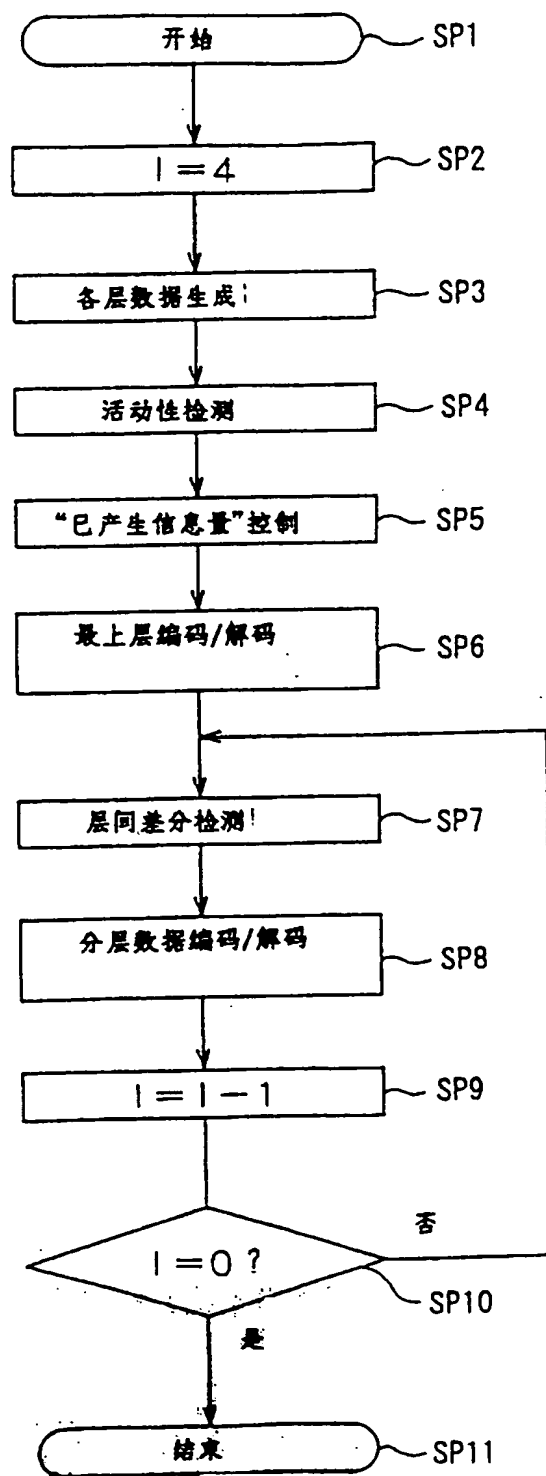 开始
SP1
I=4
SP2
各层数据生成
SP3
活动性检测
SP4
“已产生信息量”控制
SP5
最上层编码/解码
SP6
层间差分检测
SP7
分层数据编码/解码
SP8
I=I-1
SP9
否
I=0?
SP10
是
结束
SP11